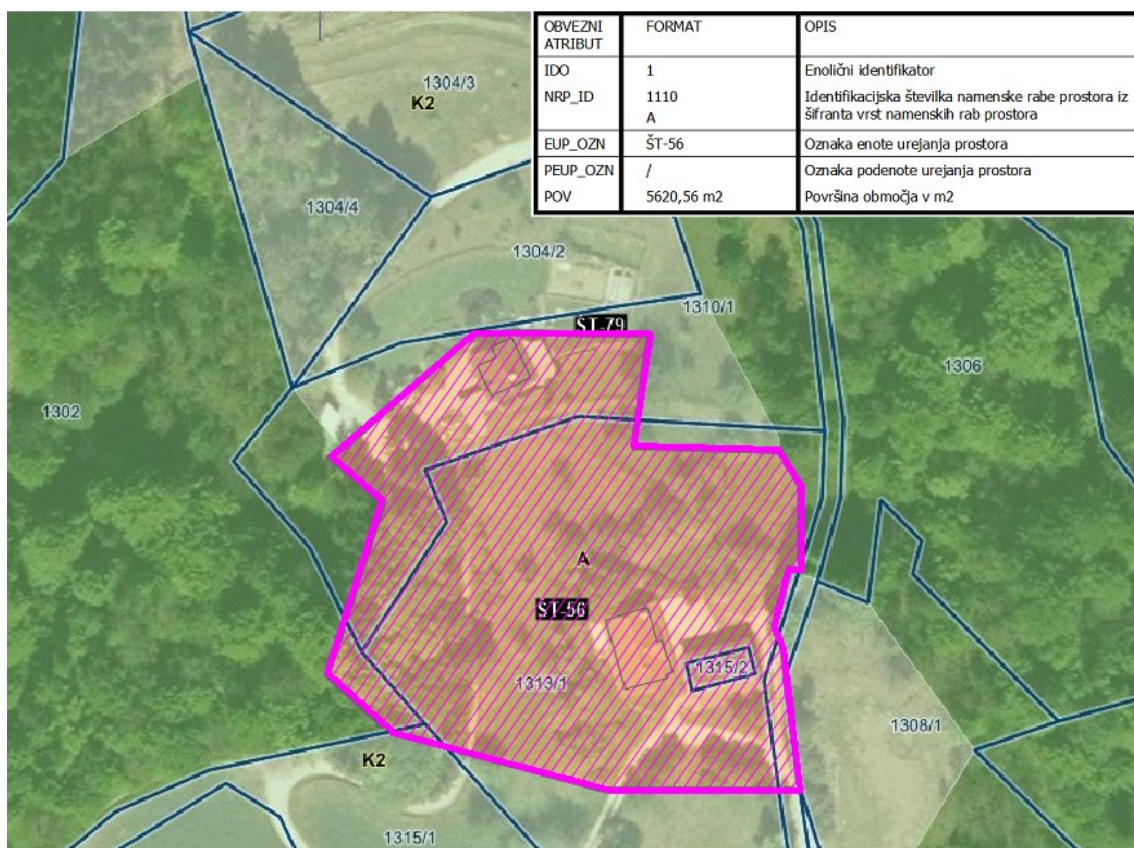 OBVEZNI ATRIBUT FORMAT OPIS
IDO 1 Enolični identifikator
NRP_ID 1110 A Identifikacijska številka namenske rabe prostora iz šifranta vrst namenskih rab prostora
EUP_OZN ŠT-56 Oznaka enote urejanja prostora
PEUP_OZN / Oznaka podenote urejanja prostora
POV 5620,56 m2 Površina območja v m2
1304/3
K2
1304/4
1304/2
1310/1
ŠT-79
1306
1302
A
ŠT-56
1315/2
1313/1
1308/1
K2
1315/1